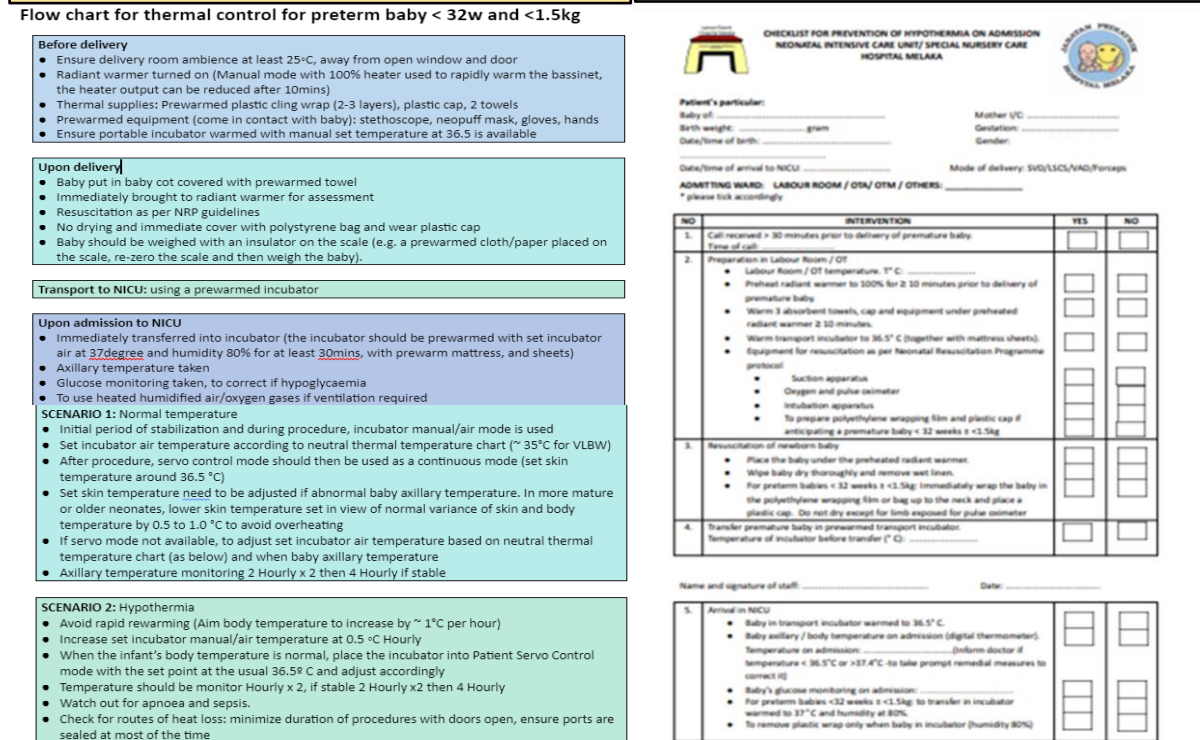 Flow chart for thermal control for preterm baby < 32w and <1.5kg
Before delivery
● Ensure delivery room ambience at least 25◦C, away from open window and door
● Radiant warmer turned on (Manual mode with 100% heater used to rapidly warm the bassinet,
the heater output can be reduced after 10mins)
● Thermal supplies: Prewarmed plastic cling wrap (2-3 layers), plastic cap, 2 towels
● Prewarmed equipment (come in contact with baby): stethoscope, neopuff mask, gloves, hands
● Ensure portable incubator warmed with manual set temperature at 36.5 is available
Upon delivery
● Baby put in baby cot covered with prewarmed towel
● Immediately brought to radiant warmer for assessment
● Resuscitation as per NRP guidelines
● No drying and immediate cover with polystyrene bag and wear plastic cap
● Baby should be weighed with an insulator on the scale (e.g. a prewarmed cloth/paper placed on
the scale, re-zero the scale and then weigh the baby).
Transport to NICU: using a prewarmed incubator
Upon admission to NICU
● Immediately transferred into incubator (the incubator should be prewarmed with set incubator
air at 37degree and humidity 80% for at least 30mins, with prewarm mattress, and sheets)
● Axillary temperature taken
● Glucose monitoring taken, to correct if hypoglycaemia
● To use heated humidified air/oxygen gases if ventilation required
SCENARIO 1: Normal temperature
● Initial period of stabilization and during procedure, incubator manual/air mode is used
● Set incubator air temperature according to neutral thermal temperature chart (~ 35°C for VLBW)
● After procedure, servo control mode should then be used as a continuous mode (set skin
temperature around 36.5 °C)
● Set skin temperature need to be adjusted if abnormal baby axillary temperature. In more mature
or older neonates, lower skin temperature set in view of normal variance of skin and body
temperature by 0.5 to 1.0 °C to avoid overheating
● If servo mode not available, to adjust set incubator air temperature based on neutral thermal
temperature chart (as below) and when baby axillary temperature
● Axillary temperature monitoring 2 Hourly x 2 then 4 Hourly if stable
SCENARIO 2: Hypothermia
● Avoid rapid rewarming (Aim body temperature to increase by ~ 1°C per hour)
● Increase set incubator manual/air temperature at 0.5 ◦C Hourly
● When the infant's body temperature is normal, place the incubator into Patient Servo Control
mode with the set point at the usual 36.5º C and adjust accordingly
● Temperature should be monitor Hourly x 2, if stable 2 Hourly x2 then 4 Hourly
● Watch out for apnoea and sepsis.
● Check for routes of heat loss: minimize duration of procedures with doors open, ensure ports are
sealed at most of the time
CHECKLIST FOR PREVENTION OF HYPOTHERMIA ON ADMISSION
NEONATAL INTENSIVE CARE UNIT/ SPECIAL NURSERY CARE
HOSPITAL MELAKA
JABATAN PEDIATRIK
HOSPITAL MELAKA
Patient's particular:
Baby of: Mother I/C:
Birth weight: gram Gestation:
Date/time of birth: Gender:
Date/time of arrival to NICU: Mode of delivery: SVD/LSCS/VAD/Forceps
ADMITTING WARD: LABOUR ROOM / OTA/ OTM / OTHERS:
* please tick accordingly
NO INTERVENTION YES NO
1. Call received > 30 minutes prior to delivery of premature baby.
Time of call:
2. Preparation in Labour Room / OT
● Labour Room / OT temperature. T° C:
● Preheat radiant warmer to 100% for ≥ 10 minutes prior to delivery of
premature baby.
● Warm 3 absorbent towels, cap and equipment under preheated
radiant warmer ≥ 10 minutes.
● Warm transport incubator to 36.5° C (together with mattress sheets).
● Equipment for resuscitation as per Neonatal Resuscitation Programme
protocol
● Suction apparatus
● Oxygen and pulse oximeter
● Intubation apparatus
● To prepare polyethylene wrapping film and plastic cap if
anticipating a premature baby < 32 weeks ± <1.5kg
3. Resuscitation of newborn baby
● Place the baby under the preheated radiant warmer.
● Wipe baby dry thoroughly and remove wet linen.
● For preterm babies < 32 weeks ± <1.5kg: Immediately wrap the baby in
the polyethylene wrapping film or bag up to the neck and place a
plastic cap. Do not dry except for limb exposed for pulse oximeter
4. Transfer premature baby in prewarmed transport incubator.
Temperature of incubator before transfer (° C):
Name and signature of staff: Date:
5. Arrival in NICU
● Baby in transport incubator warmed to 36.5° C.
● Baby axillary / body temperature on admission (digital thermometer).
Temperature on admission: (Inform doctor if
temperature < 36.5°C or >37.4°C -to take prompt remedial measures to
correct it)
● Baby's glucose monitoring on admission:
● For preterm babies <32 weeks ± <1.5kg: to transfer in incubator
warmed to 37°C and humidity at 80%.
● To remove plastic wrap only when baby in incubator (humidity 80%)